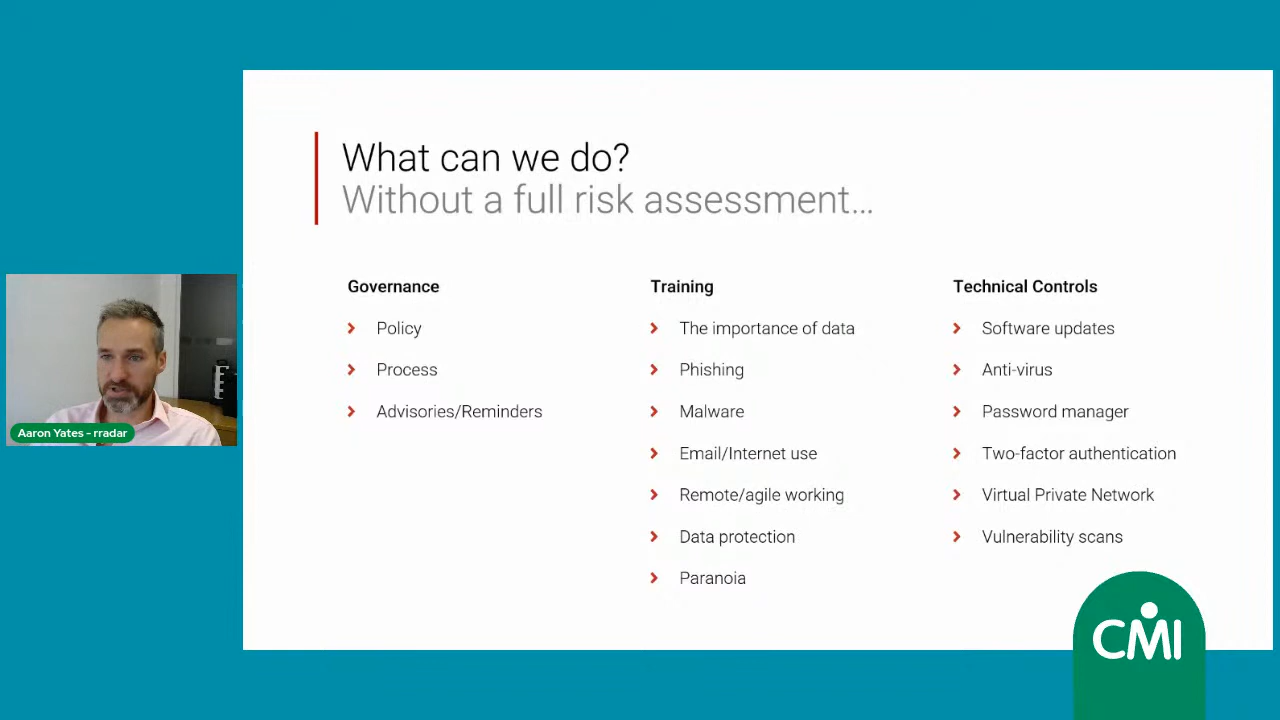 What can we do?
Without a full risk assessment...
Governance
Policy
Process
Advisories/Reminders
Training
The importance of data
Phishing
Malware
Email/Internet use
Remote/agile working
Data protection
Paranoia
Technical Controls
Software updates
Anti-virus
Password manager
Two-factor authentication
Virtual Private Network
Vulnerability scans
Aaron Yates - rradar
CMI